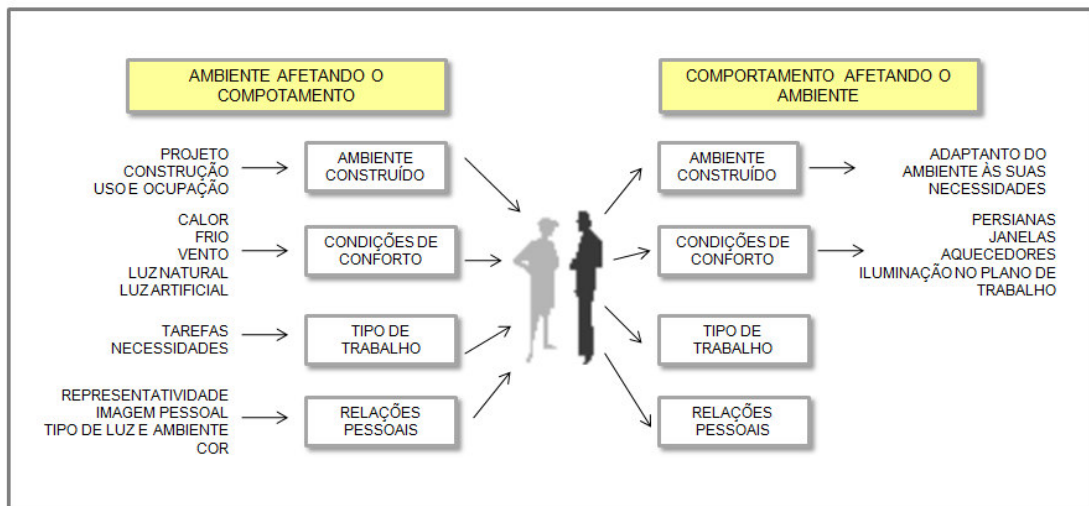 AMBIENTE AFETANDO O
COMPOTAMENTO
PROJETO
CONSTRUÇÃO
USO E OCUPAÇÃO
AMBIENTE
CONSTRUÍDO
CALOR
FRIO
VENTO
LUZ NATURAL
LUZ ARTIFICIAL
CONDIÇÕES DE
CONFORTO
TAREFAS
NECESSIDADES
TIPO DE
TRABALHO
REPRESENTATIVIDADE
IMAGEM PESSOAL
TIPO DE LUZ E AMBIENTE
COR
RELAÇÕES
PESSOAIS
COMPORTAMENTO AFETANDO O
AMBIENTE
AMBIENTE
CONSTRUÍDO
ADAPTANTO DO
AMBIENTE ÀS SUAS
NECESSIDADES
CONDIÇÕES DE
CONFORTO
PERSIANAS
JANELAS
AQUECEDORES
ILUMINAÇÃO NO PLANO DE
TRABALHO
TIPO DE
TRABALHO
RELAÇÕES
PESSOAIS